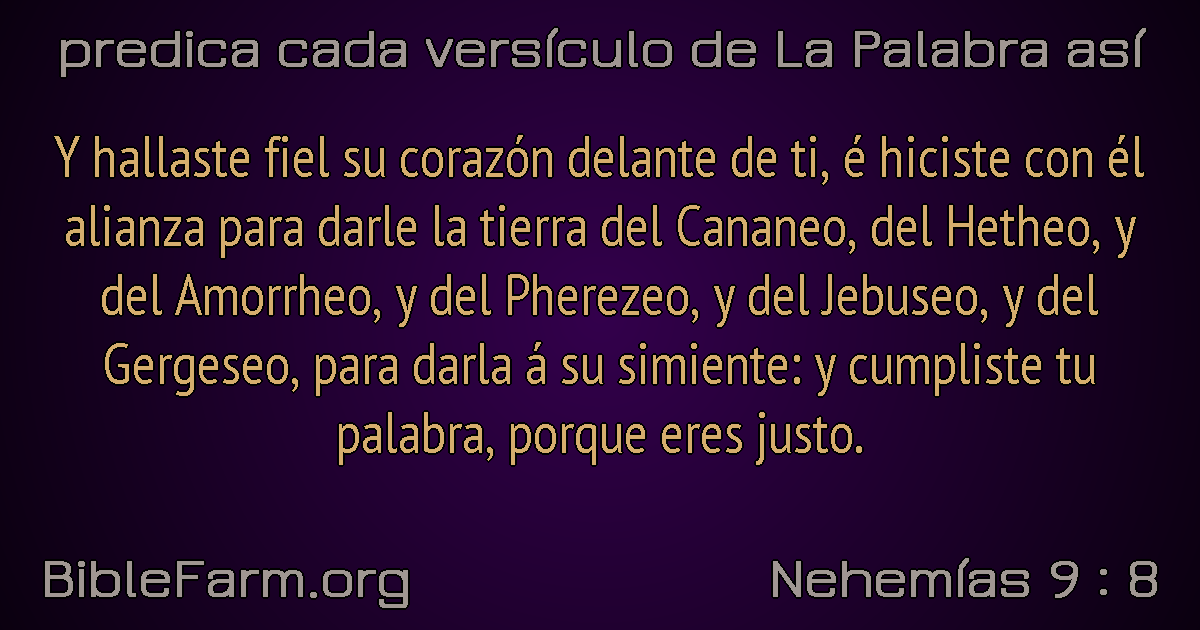 predica cada versículo de La Palabra así
Y hallaste fiel su corazón delante de ti, é hiciste con él
alianza para darle la tierra del Cananeo, del Hetheo, y
del Amorrheo, y del Pherezeo, y del Jebuseo, y del
Gergeseo, para darla á su simiente: y cumpliste tu
palabra, porque eres justo.
BibleFarm.org
Nehemías 9 : 8